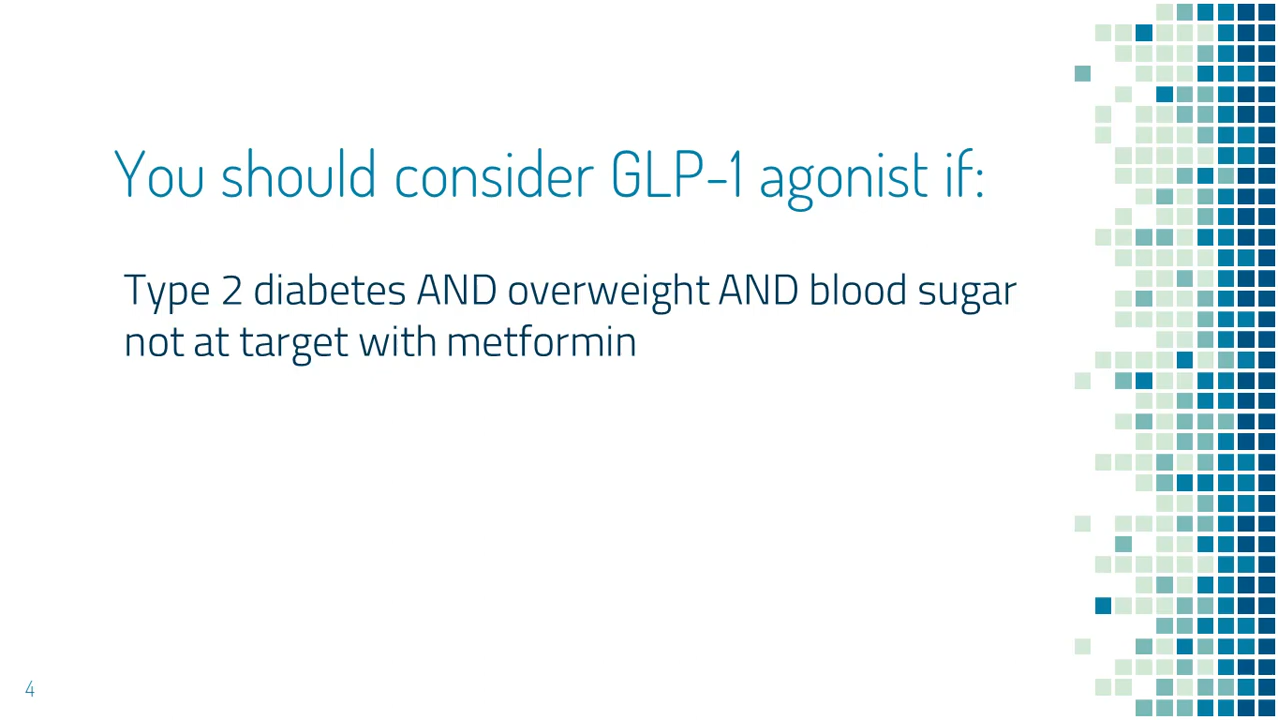 You should consider GLP-1 agonist if:
Type 2 diabetes AND overweight AND blood sugar
not at target with metformin
4